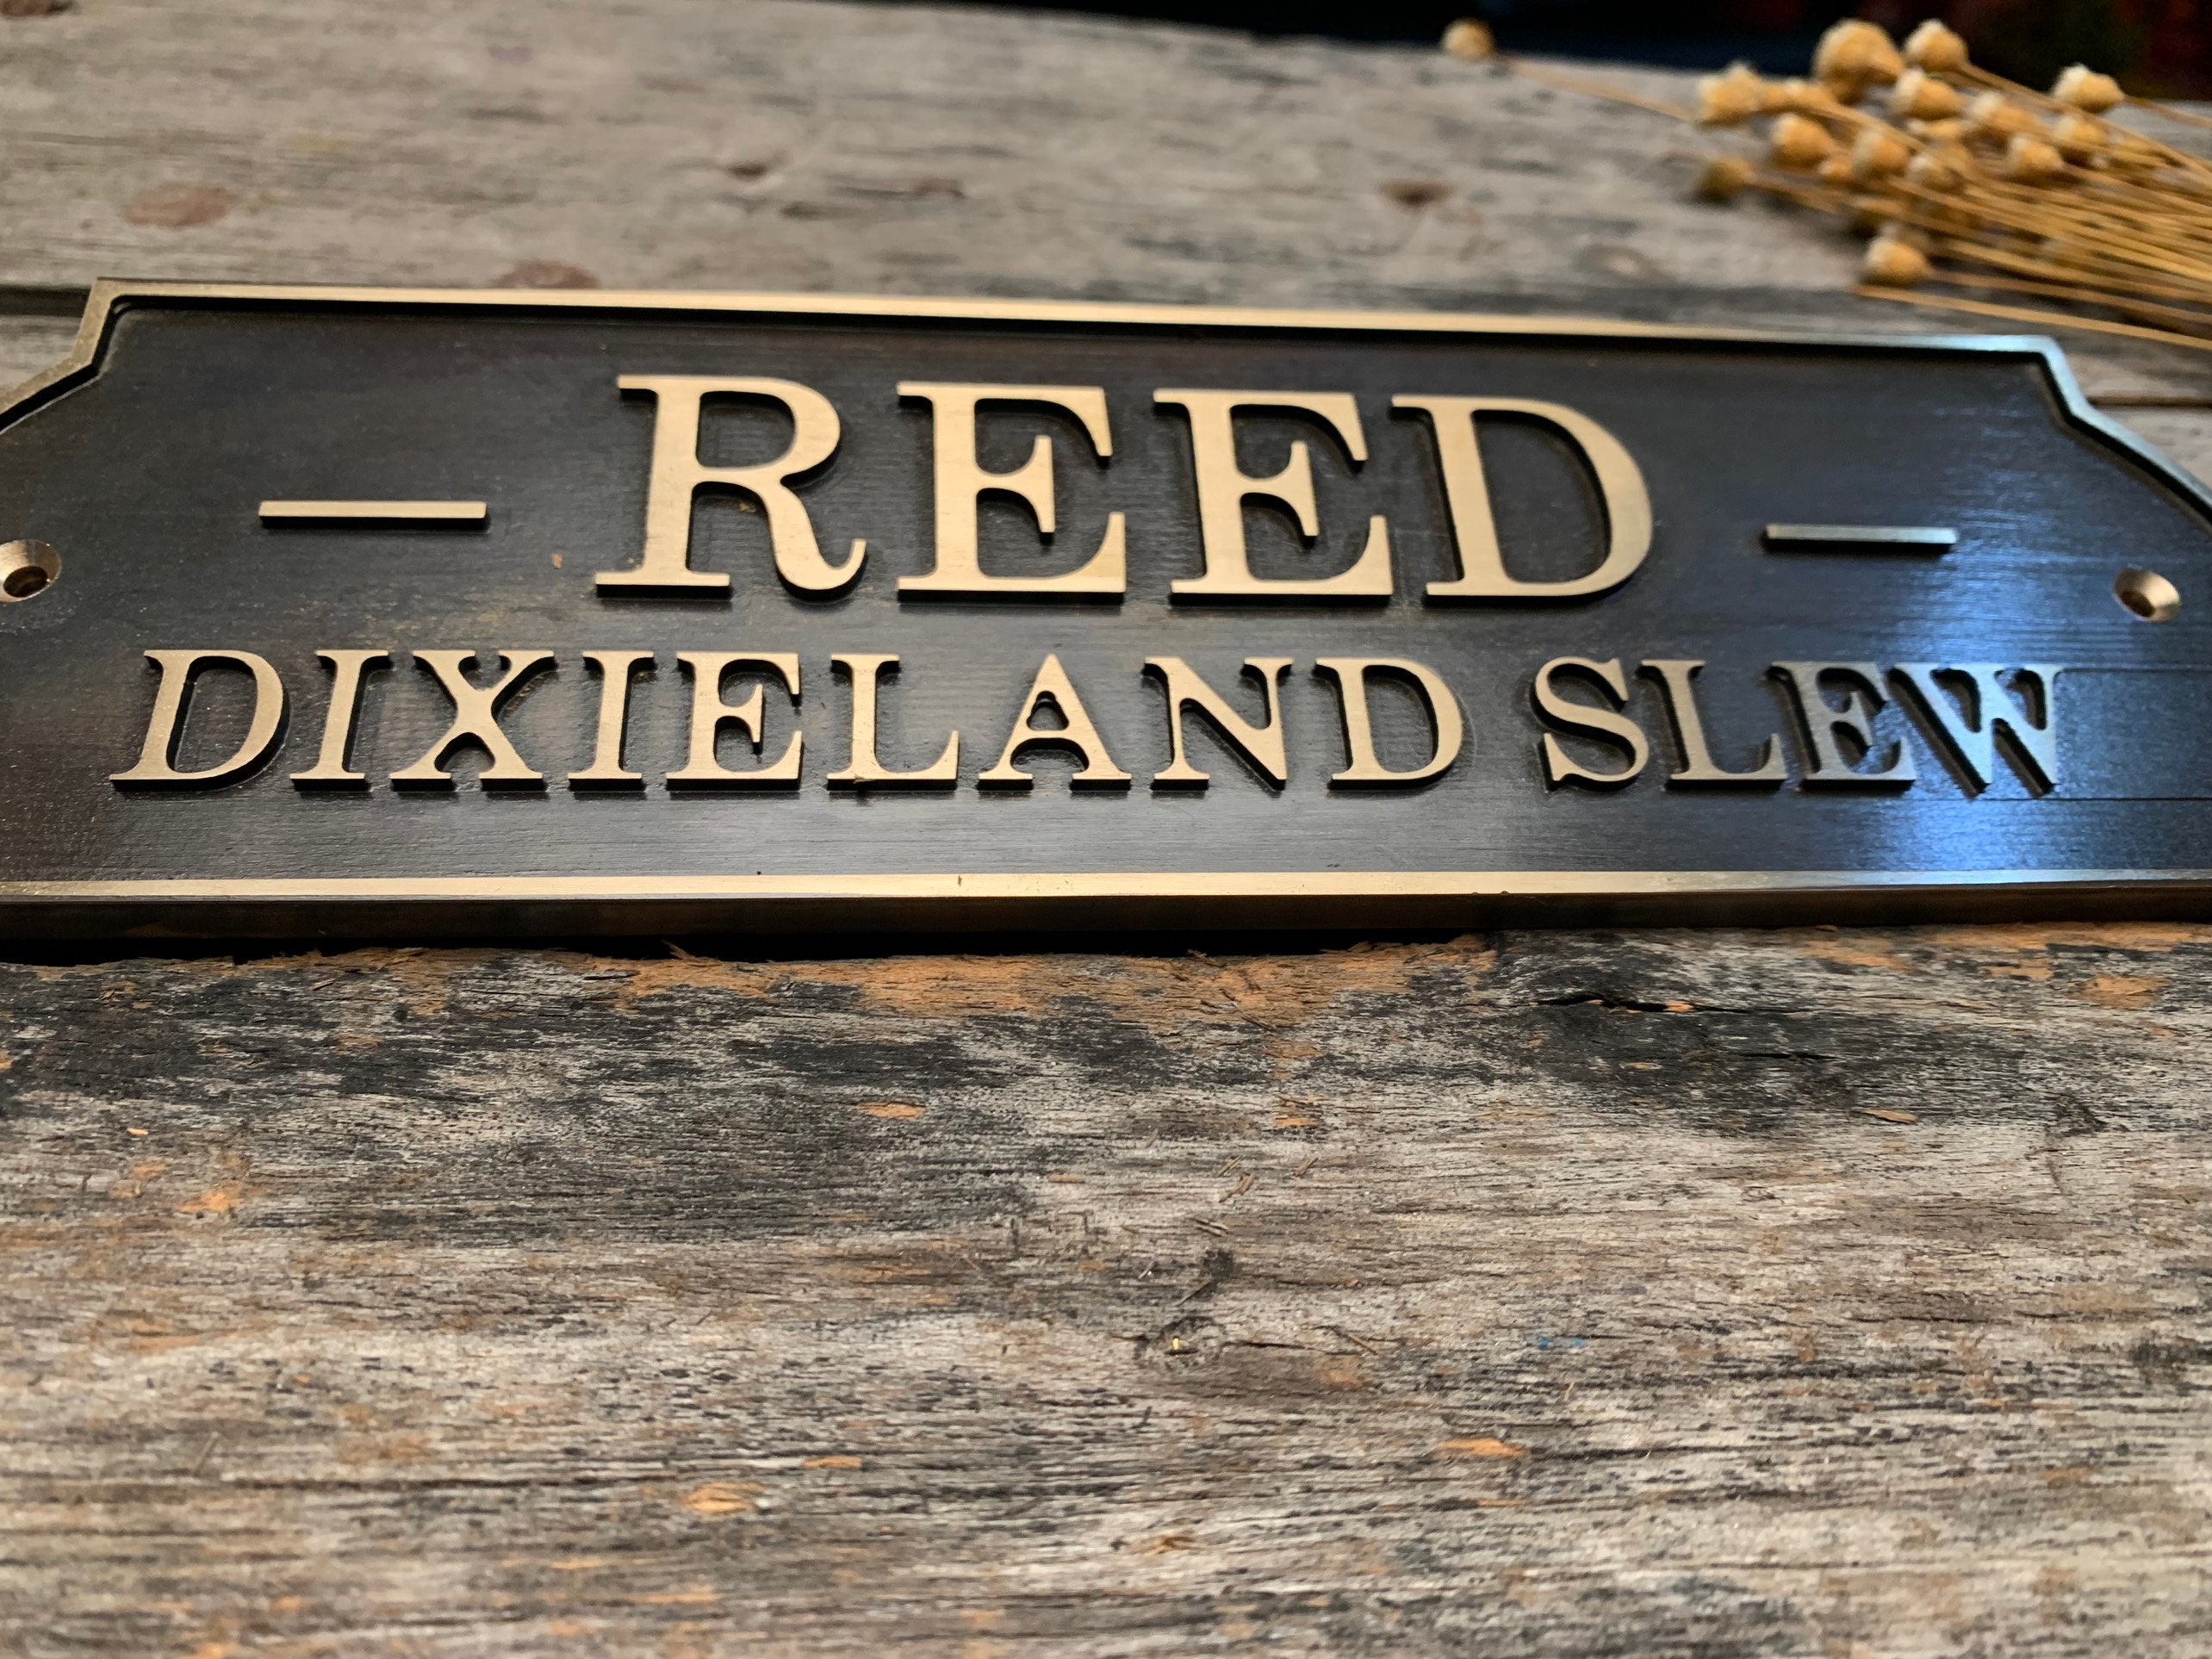 — REED —
DIXIELAND SLEW